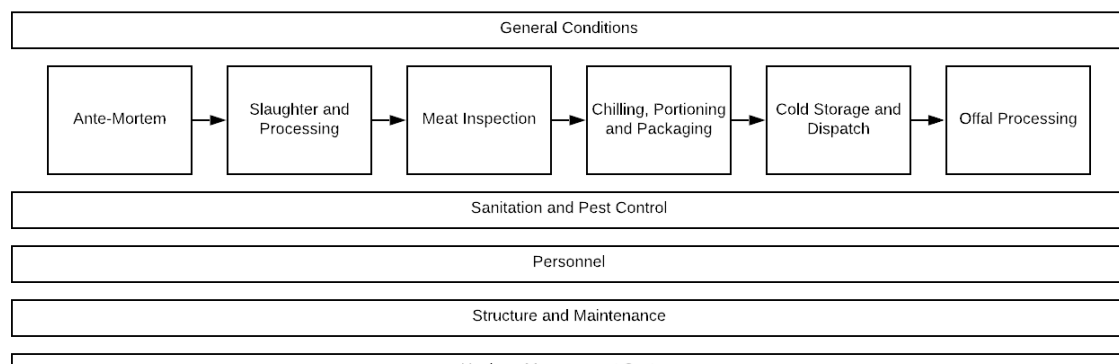 General Conditions
Ante-Mortem
Slaughter and
Processing
Meat Inspection
Chilling, Portioning
and Packaging
Cold Storage and
Dispatch
Offal Processing
Sanitation and Pest Control
Personnel
Structure and Maintenance